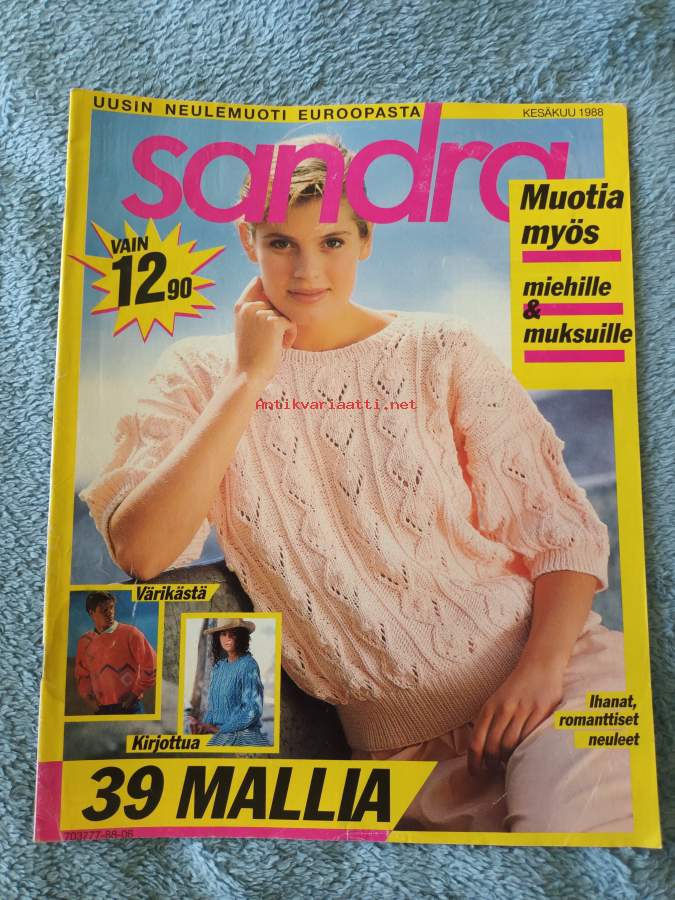 UUSIN NEULEMUOTI EUROOPASTA
KESÄKUU 1988
sandra
Muotia
myös
miehille
&
muksuille
VAIN
12.90
Antikvariaatti.net
Värikästä
Kirjottua
Ihanat,
romanttiset
neuleet
39 MALLIA
703777-88-06